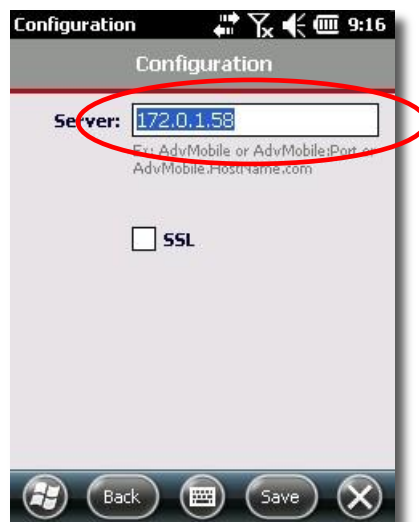 Configuration 9:16
Configuration
Server: 172.0.1.58
Ex: AdvMobile or AdvMobile:Port or
AdvMobile.HostName.com
SSL
Back Save